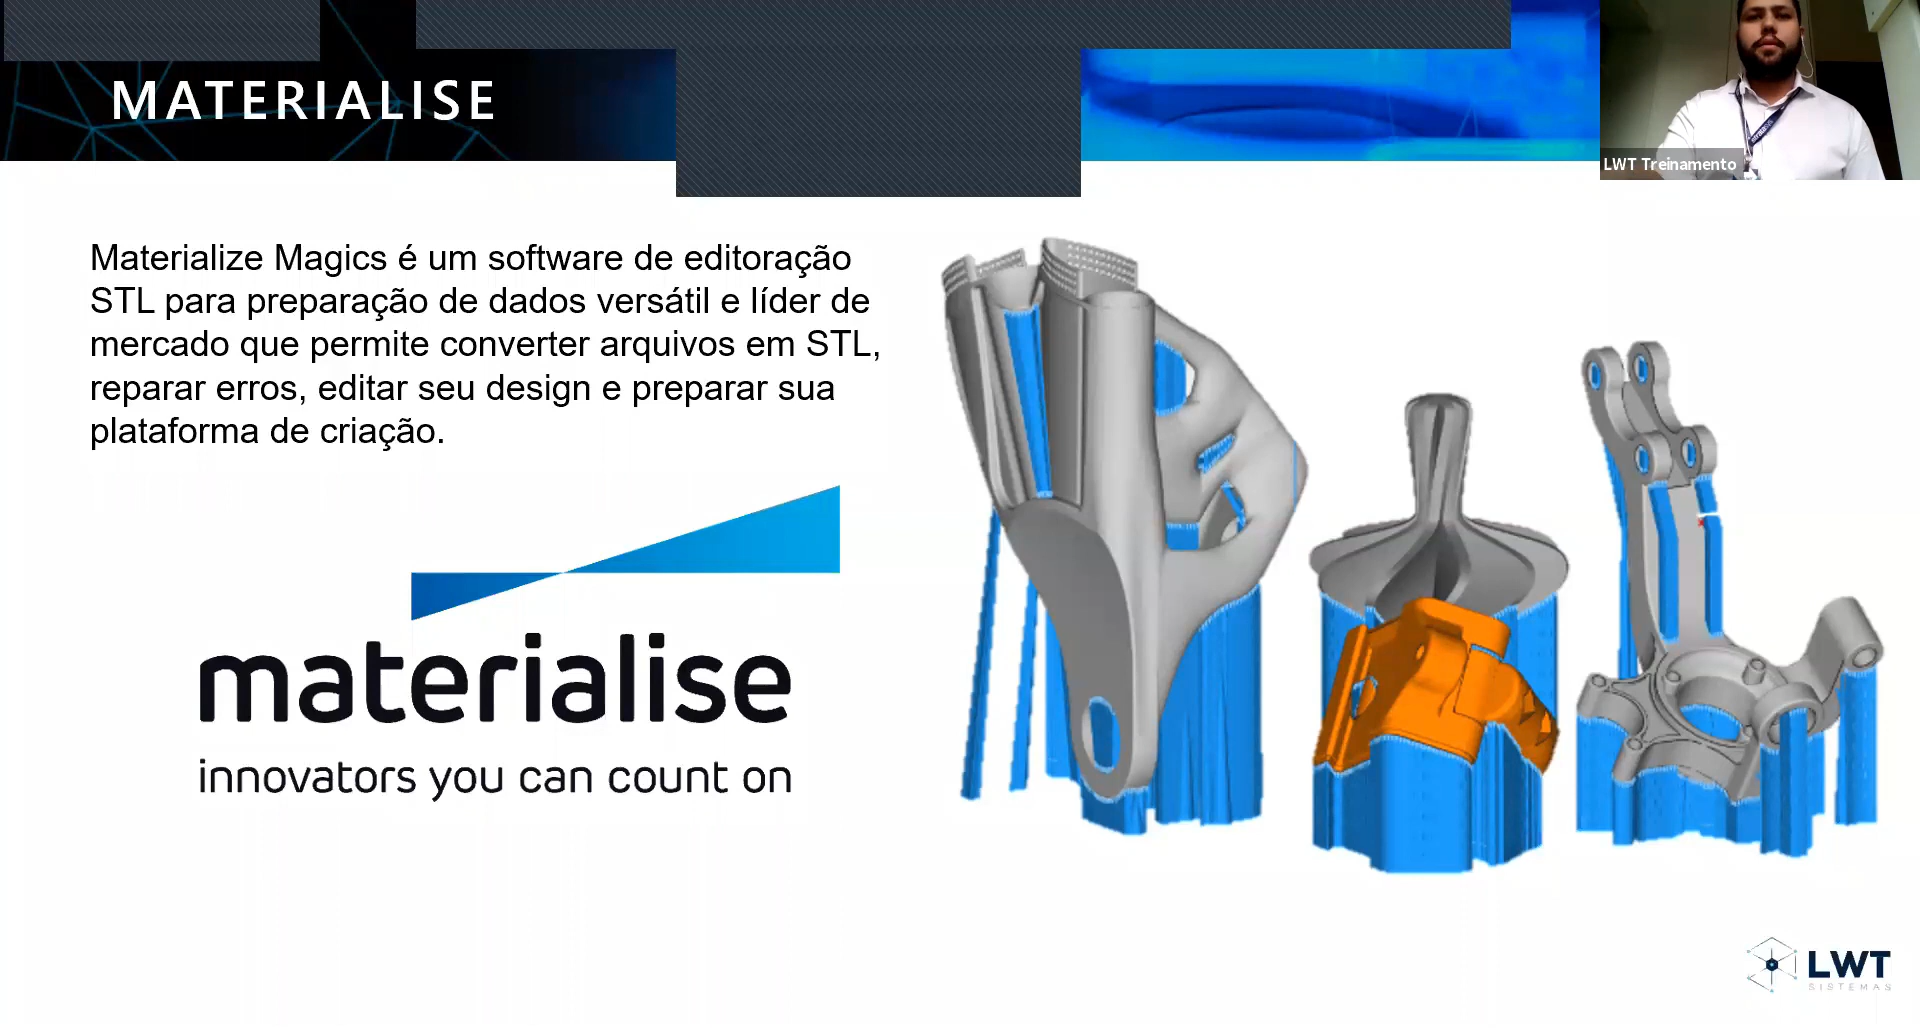 MATERIALISE
LWT Treinamento
Materialize Magics é um software de editoração
STL para preparação de dados versátil e líder de
mercado que permite converter arquivos em STL,
reparar erros, editar seu design e preparar sua
plataforma de criação.
materialise
innovators you can count on
LWT
SISTEMAS